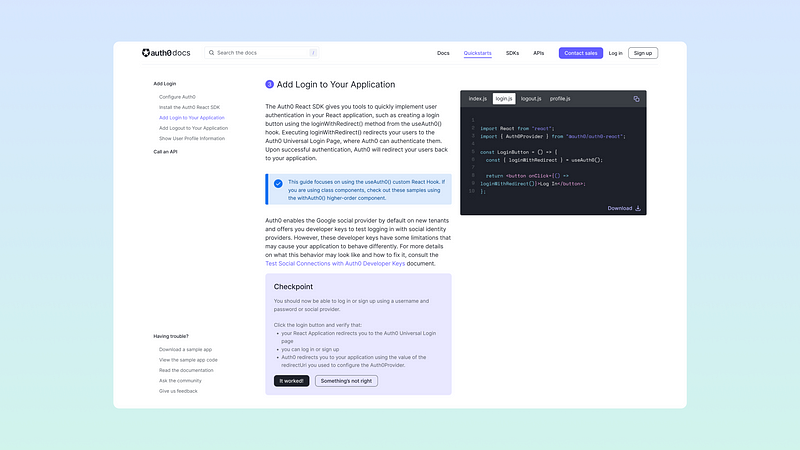 auth0 docs
Search the docs
/
Docs
Quickstarts
SDKs
APIs
Contact sales
Log in
Sign up
Add Login
Configure Auth0
Install the Auth0 React SDK
Add Login to Your Application
Add Logout to Your Application
Show User Profile Information
Call an API
3 Add Login to Your Application
The Auth0 React SDK gives you tools to quickly implement user
authentication in your React application, such as creating a login
button using the loginWithRedirect() method from the useAuth0()
hook. Executing loginWithRedirect() redirects your users to the
Auth0 Universal Login Page, where Auth0 can authenticate them.
Upon successful authentication, Auth0 will redirect your users back
to your application.
This guide focuses on using the useAuth0() custom React Hook. If
you are using class components, check out these samples using
the withAuth0() higher-order component.
Auth0 enables the Google social provider by default on new tenants
and offers you developer keys to test logging in with social identity
providers. However, these developer keys have some limitations that
may cause your application to behave differently. For more details
on what this behavior may look like and how to fix it, consult the
Test Social Connections with Auth0 Developer Keys document.
Checkpoint
You should now be able to log in or sign up using a username and
password or social provider.
Click the login button and verify that:
• your React Application redirects you to the Auth0 Universal Login
page
• you can log in or sign up
• Auth0 redirects you to your application using the value of the
redirectUri you used to configure the Auth0Provider.
It worked!
Something's not right
index.js
login.js
logout.js
profile.js
1
2 import React from "react";
3 import { Auth0Provider } from "@auth0/auth0-react";
4
5 const LoginButton = () => {
6 const { loginWithRedirect } = useAuth0();
7
8 return <button onClick={() =>
9 loginWithRedirect()}>Log In</button>;
10 };
Download
Having trouble?
Download a sample app
View the sample app code
Read the documentation
Ask the community
Give us feedback